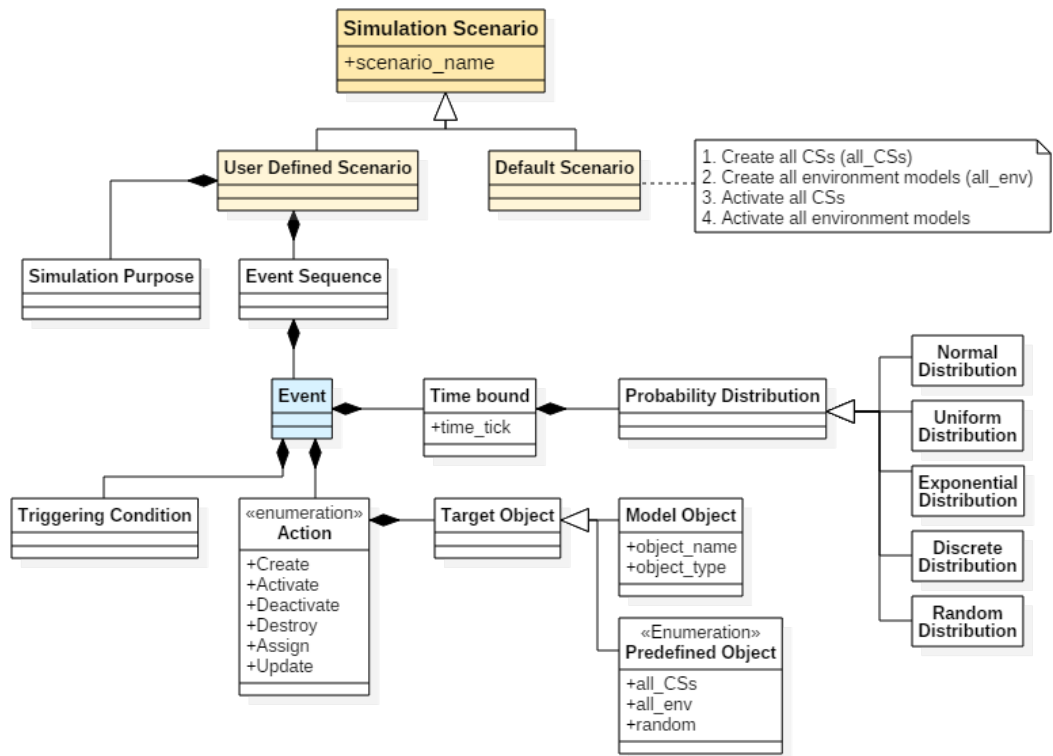 Simulation Scenario
+scenario_name
User Defined Scenario
Default Scenario
1. Create all CSs (all_CSs)
2. Create all environment models (all_env)
3. Activate all CSs
4. Activate all environment models
Simulation Purpose
Event Sequence
Event
Time bound
+time_tick
Probability Distribution
Normal
Distribution
Uniform
Distribution
Exponential
Distribution
Discrete
Distribution
Random
Distribution
Triggering Condition
«enumeration»
Action
+Create
+Activate
+Deactivate
+Destroy
+Assign
+Update
Target Object
Model Object
+object_name
+object_type
«Enumeration»
Predefined Object
+all_CSs
+all_env
+random